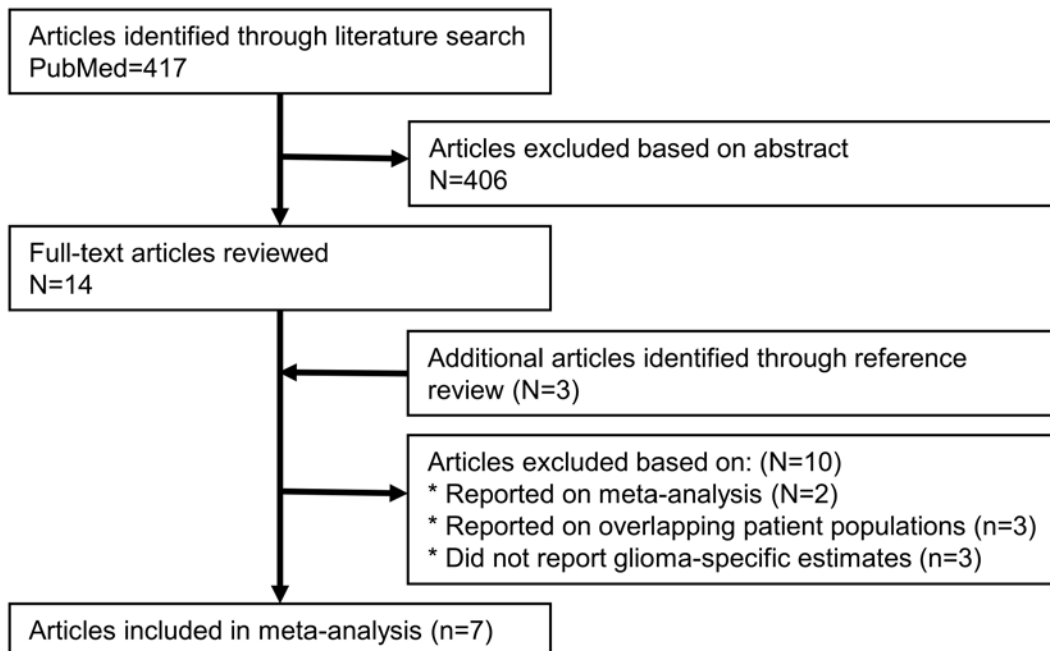 Articles identified through literature search
PubMed=417
Articles excluded based on abstract
N=406
Full-text articles reviewed
N=14
Additional articles identified through reference
review (N=3)
Articles excluded based on: (N=10)
* Reported on meta-analysis (N=2)
* Reported on overlapping patient populations (n=3)
* Did not report glioma-specific estimates (n=3)
Articles included in meta-analysis (n=7)